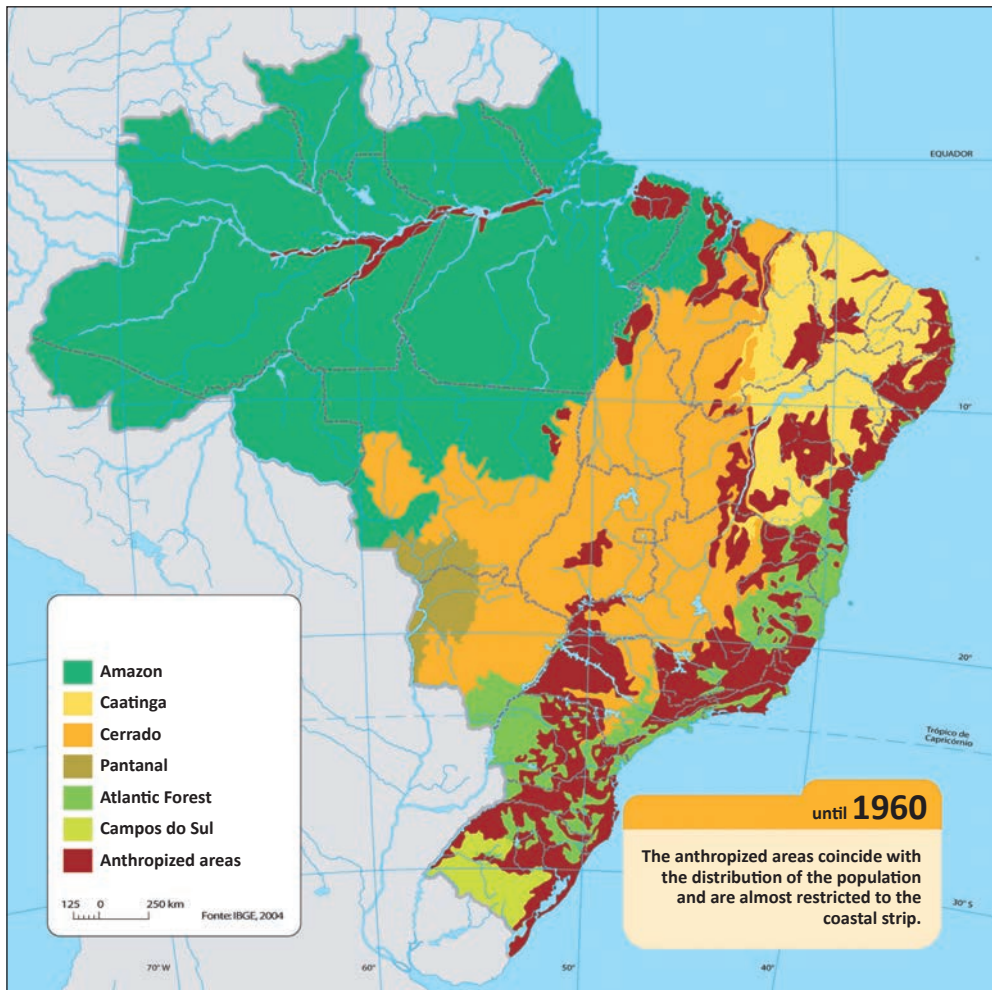 EQUADOR
10°
20°
Trópico de
Capricórnio
30° S
70° W
60°
50°
40°
Amazon
Caatinga
Cerrado
Pantanal
Atlantic Forest
Campos do Sul
Anthropized areas
125 0 250 km
Fonte: IBGE, 2004
until 1960
The anthropized areas coincide with
the distribution of the population
and are almost restricted to the
coastal strip.